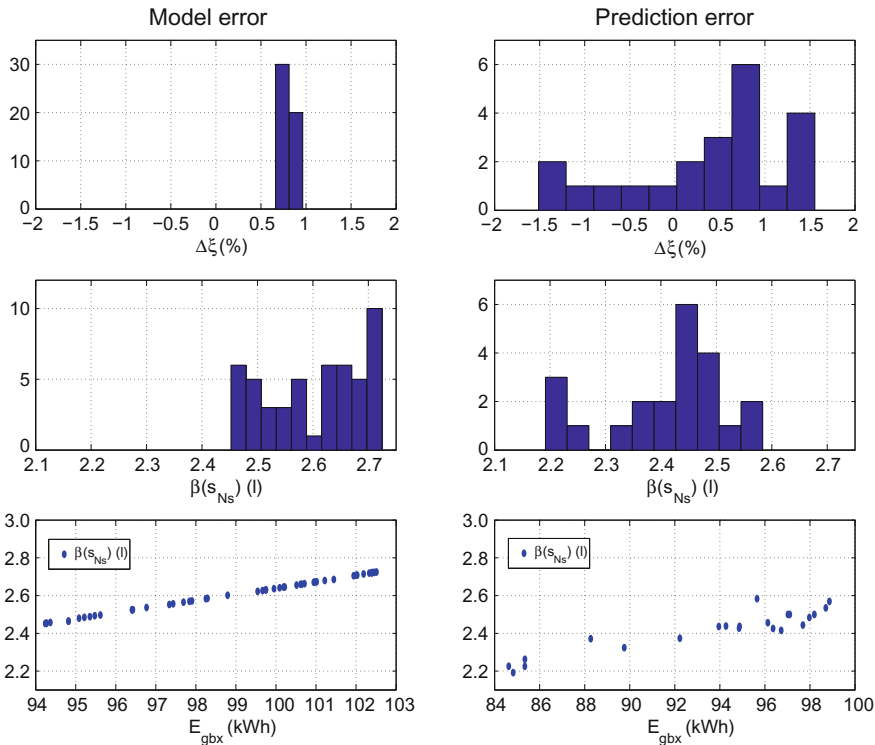 Model error
Prediction error
30
20
10
0
−2 −1.5 −1 −0.5 0 0.5 1 1.5 2
Δξ(%)
6
4
2
0
−2 −1.5 −1 −0.5 0 0.5 1 1.5 2
Δξ(%)
10
5
0
2.1 2.2 2.3 2.4 2.5 2.6 2.7
β(s_Ns) (l)
6
4
2
0
2.1 2.2 2.3 2.4 2.5 2.6 2.7
β(s_Ns) (l)
3.0
2.8
2.6
2.4
2.2
β(s_Ns) (l)
94 95 96 97 98 99 100 101 102 103
E_gbx (kWh)
3.0
2.8
2.6
2.4
2.2
β(s_Ns) (l)
84 86 88 90 92 94 96 98 100
E_gbx (kWh)